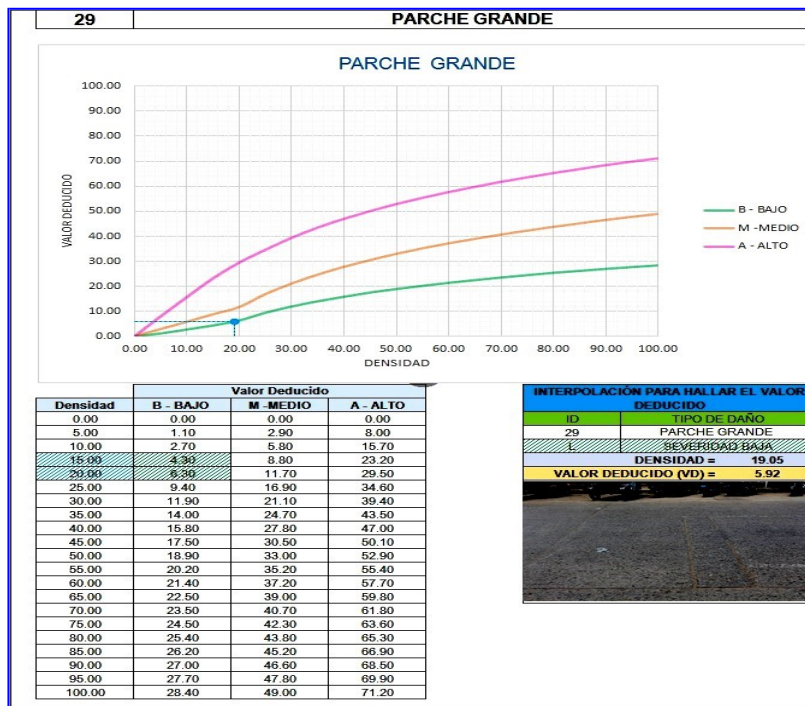 29 PARCHE GRANDE
PARCHE GRANDE
100.00
90.00
80.00
70.00
60.00
50.00
40.00
30.00
20.00
10.00
0.00
VALOR DEDUCIDO
0.00 10.00 20.00 30.00 40.00 50.00 60.00 70.00 80.00 90.00 100.00
DENSIDAD
B - BAJO
M -MEDIO
A - ALTO
Valor Deducido
Densidad B - BAJO M -MEDIO A - ALTO
0.00 0.00 0.00 0.00
5.00 1.10 2.90 8.00
10.00 2.70 5.80 15.70
15.00 4.30 8.80 23.20
20.00 6.30 11.70 29.50
25.00 9.40 16.90 34.60
30.00 11.90 21.10 39.40
35.00 14.00 24.70 43.50
40.00 15.80 27.80 47.00
45.00 17.50 30.50 50.10
50.00 18.90 33.00 52.90
55.00 20.20 35.20 55.40
60.00 21.40 37.20 57.70
65.00 22.50 39.00 59.80
70.00 23.50 40.70 61.80
75.00 24.50 42.30 63.60
80.00 25.40 43.80 65.30
85.00 26.20 45.20 66.90
90.00 27.00 46.60 68.50
95.00 27.70 47.80 69.90
100.00 28.40 49.00 71.20
INTERPOLACIÓN PARA HALLAR EL VALOR
DEDUCIDO
ID TIPO DE DAÑO
29 PARCHE GRANDE
L SEVERIDAD BAJA
DENSIDAD = 19.05
VALOR DEDUCIDO (VD) = 5.92